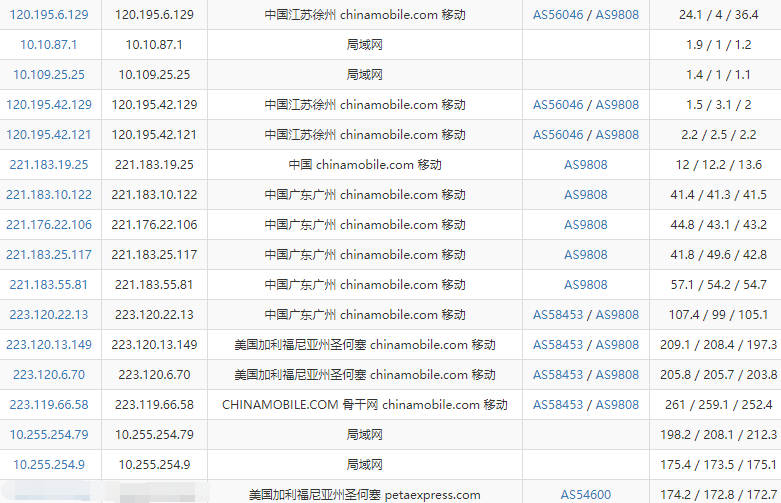 120.195.6.129 120.195.6.129 中国江苏徐州 chinamobile.com 移动 AS56046 / AS9808 24.1 / 4 / 36.4
10.10.87.1 10.10.87.1 局域网 1.9 / 1 / 1.2
10.109.25.25 10.109.25.25 局域网 1.4 / 1 / 1.1
120.195.42.129 120.195.42.129 中国江苏徐州 chinamobile.com 移动 AS56046 / AS9808 1.5 / 3.1 / 2
120.195.42.121 120.195.42.121 中国江苏徐州 chinamobile.com 移动 AS56046 / AS9808 2.2 / 2.5 / 2.2
221.183.19.25 221.183.19.25 中国 chinamobile.com 移动 AS9808 12 / 12.2 / 13.6
221.183.10.122 221.183.10.122 中国广东广州 chinamobile.com 移动 AS9808 41.4 / 41.3 / 41.5
221.176.22.106 221.176.22.106 中国广东广州 chinamobile.com 移动 AS9808 44.8 / 43.1 / 43.2
221.183.25.117 221.183.25.117 中国广东广州 chinamobile.com 移动 AS9808 41.8 / 49.6 / 42.8
221.183.55.81 221.183.55.81 中国广东广州 chinamobile.com 移动 AS9808 57.1 / 54.2 / 54.7
223.120.22.13 223.120.22.13 中国广东广州 chinamobile.com 移动 AS58453 / AS9808 107.4 / 99 / 105.1
223.120.13.149 223.120.13.149 美国加利福尼亚州圣何塞 chinamobile.com 移动 AS58453 / AS9808 209.1 / 208.4 / 197.3
223.120.6.70 223.120.6.70 美国加利福尼亚州圣何塞 chinamobile.com 移动 AS58453 / AS9808 205.8 / 205.7 / 203.8
223.119.66.58 223.119.66.58 CHINAMOBILE.COM 骨干网 chinamobile.com 移动 AS58453 / AS9808 261 / 259.1 / 252.4
10.255.254.79 10.255.254.79 局域网 198.2 / 208.1 / 212.3
10.255.254.9 10.255.254.9 局域网 175.4 / 173.5 / 175.1
美国加利福尼亚州圣何塞 petaexpress.com AS54600 174.2 / 172.8 / 172.7